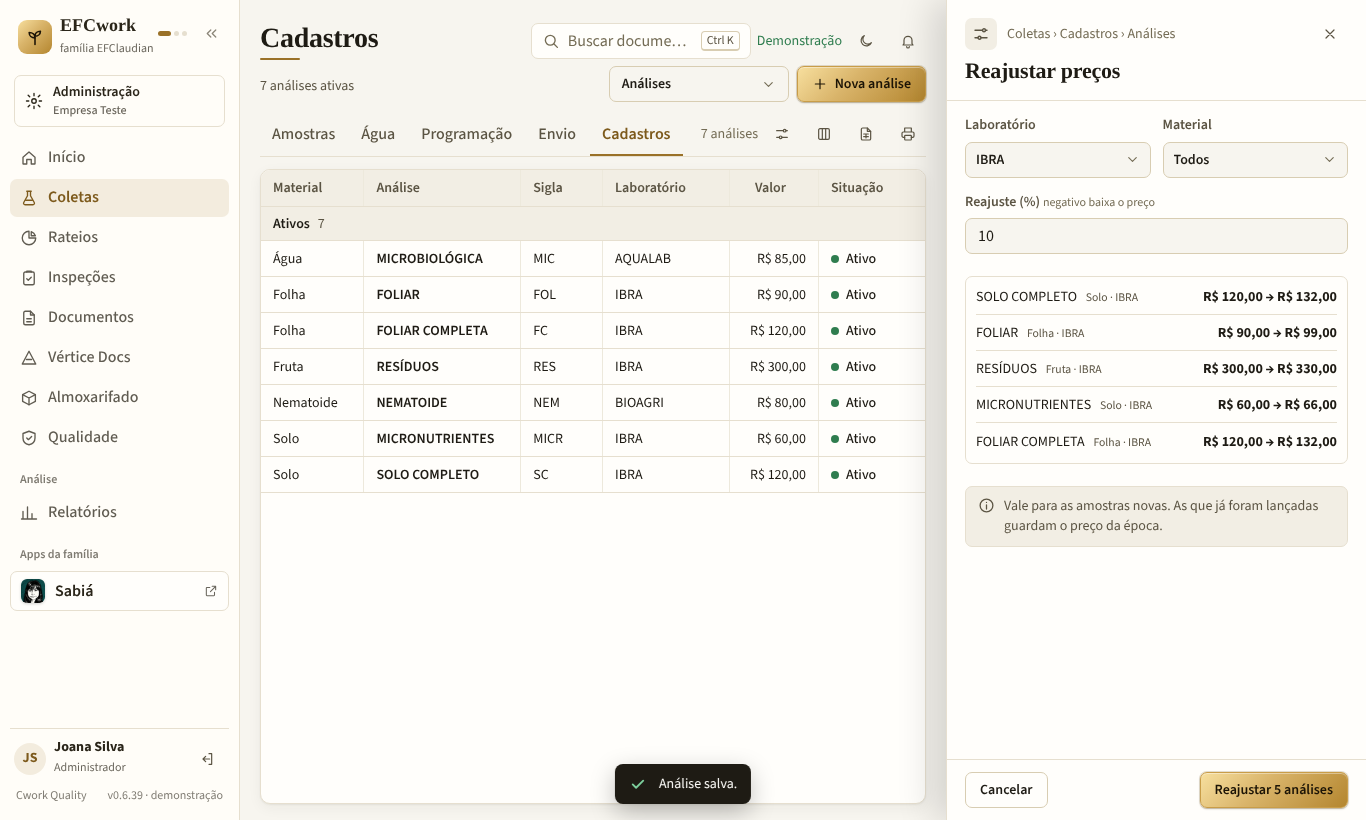 EFCwork
família EFClaudian
Administração
Empresa Teste
Início
Coletas
Rateios
Inspeções
Documentos
Vértice Docs
Almoxarifado
Qualidade
Análise
Relatórios
Apps da família
Sabiá
JS
Joana Silva
Administrador
Cwork Quality v0.6.39 · demonstração
Cadastros
Buscar docume… Ctrl K
Demonstração
7 análises ativas
Análises
Nova análise
Amostras Água Programação Envio Cadastros 7 análises
Material Análise Sigla Laboratório Valor Situação
Ativos 7
Água MICROBIOLÓGICA MIC AQUALAB R$ 85,00 Ativo
Folha FOLIAR FOL IBRA R$ 90,00 Ativo
Folha FOLIAR COMPLETA FC IBRA R$ 120,00 Ativo
Fruta RESÍDUOS RES IBRA R$ 300,00 Ativo
Nematoide NEMATOIDE NEM BIOAGRI R$ 80,00 Ativo
Solo MICRONUTRIENTES MICR IBRA R$ 60,00 Ativo
Solo SOLO COMPLETO SC IBRA R$ 120,00 Ativo
Análise salva.
Coletas › Cadastros › Análises
Reajustar preços
Laboratório Material
IBRA Todos
Reajuste (%) negativo baixa o preço
10
SOLO COMPLETO Solo · IBRA R$ 120,00 → R$ 132,00
FOLIAR Folha · IBRA R$ 90,00 → R$ 99,00
RESÍDUOS Fruta · IBRA R$ 300,00 → R$ 330,00
MICRONUTRIENTES Solo · IBRA R$ 60,00 → R$ 66,00
FOLIAR COMPLETA Folha · IBRA R$ 120,00 → R$ 132,00
Vale para as amostras novas. As que já foram lançadas
guardam o preço da época.
Cancelar
Reajustar 5 análises